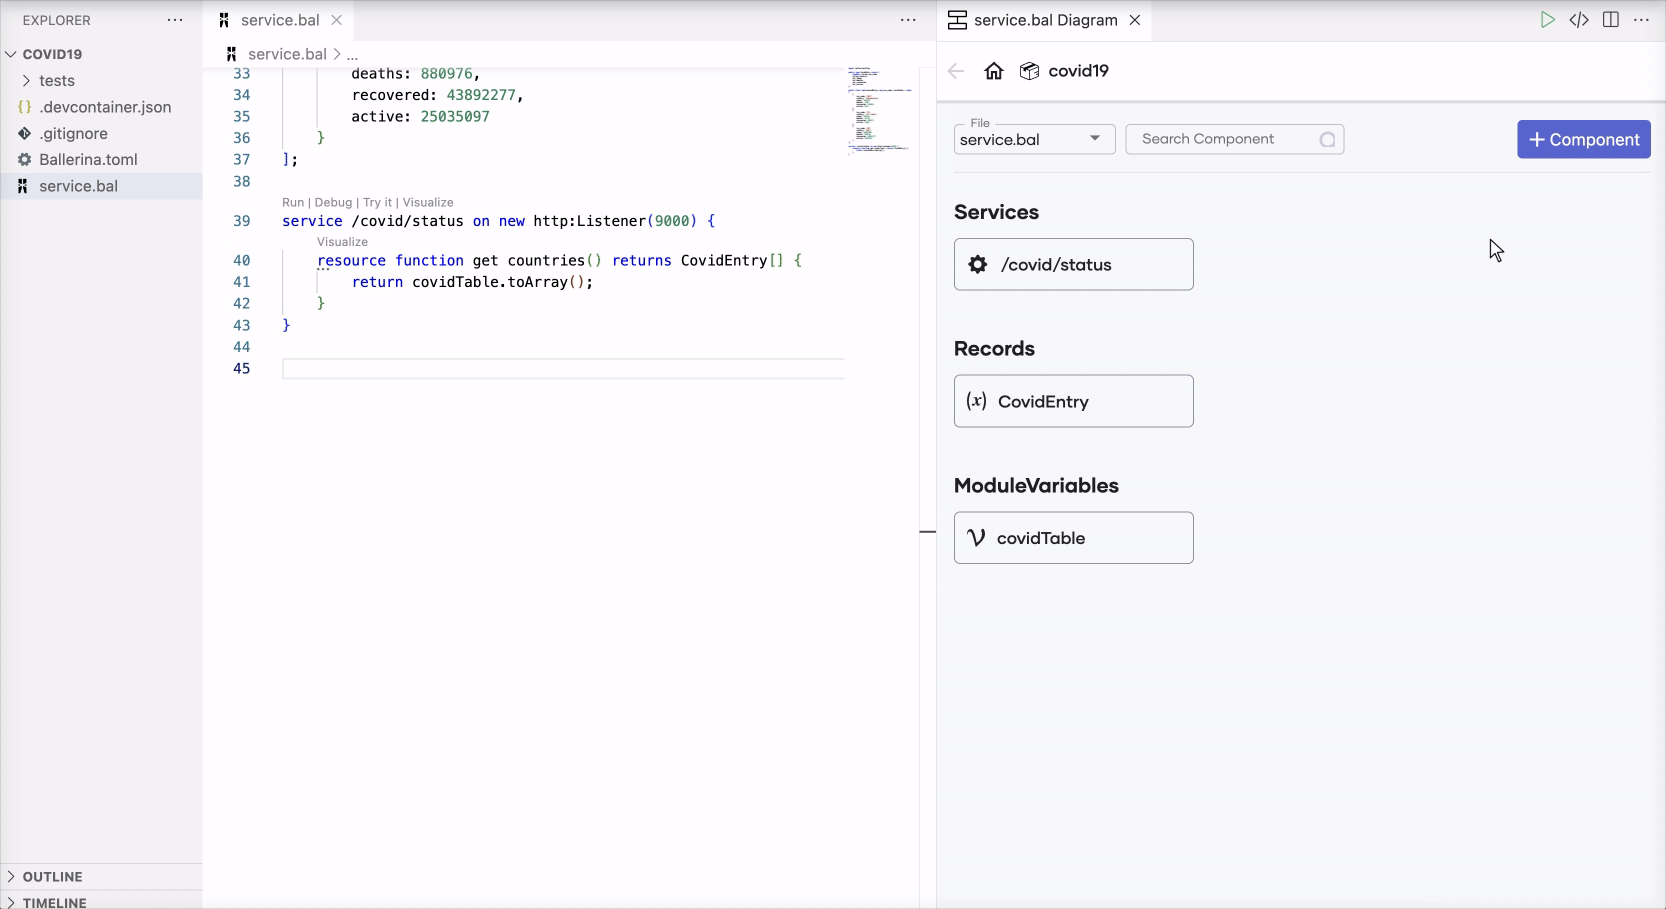 EXPLORER
COVID19
tests
{} .devcontainer.json
.gitignore
Ballerina.toml
service.bal
OUTLINE
TIMELINE
service.bal
service.bal > ...
33 deaths: 880976,
34 recovered: 43892277,
35 active: 25035097
36 }
37 ];
38
Run | Debug | Try it | Visualize
39 service /covid/status on new http:Listener(9000) {
Visualize
40 resource function get countries() returns CovidEntry[] {
41 return covidTable.toArray();
42 }
43 }
44
45
service.bal Diagram
covid19
File
service.bal
Search Component
+ Component
Services
/covid/status
Records
(x) CovidEntry
ModuleVariables
covidTable